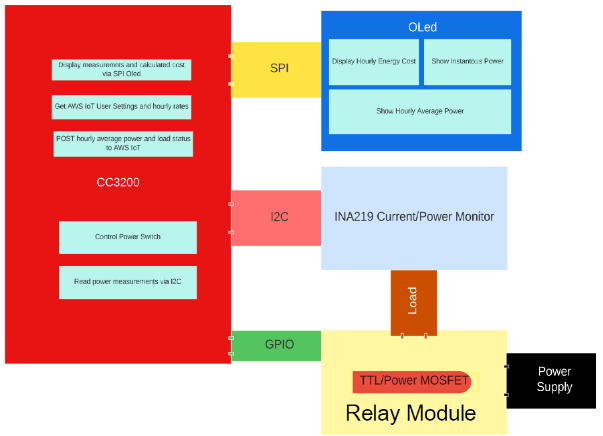 Display measuremnts and calculated cost
via SPI Oled
Get AWS IoT User Settings and hourly rates
POST hourly average power and load status
to AWS IoT
CC3200
Control Power Switch
Read power measurements via I2C
SPI
I2C
GPIO
OLed
Display Hourly Energy Cost
Show Instantous Power
Show Hourly Average Power
INA219 Current/Power Monitor
Load
TTL/Power MOSFET
Relay Module
Power
Supply